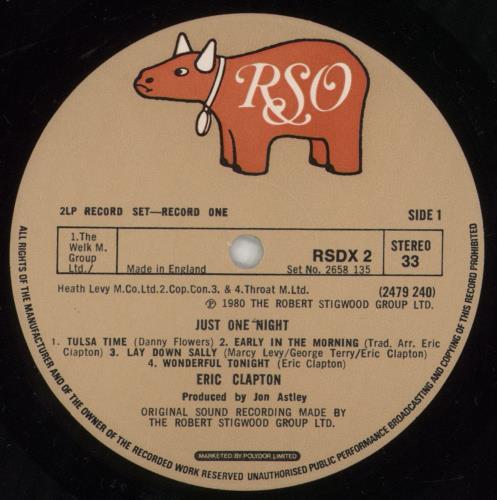 RSO
2LP RECORD SET—RECORD ONE
SIDE 1
1.The
Welk M.
Group
Ltd./
Made in England
RSDX 2
Set No. 2658 135
STEREO
33
Heath Levy M.Co.Ltd.2.Cop.Con.3. & 4.Throat M.Ltd.
(2479 240)
℗ 1980 THE ROBERT STIGWOOD GROUP LTD.
JUST ONE NIGHT
1. TULSA TIME (Danny Flowers) 2. EARLY IN THE MORNING (Trad. Arr. Eric
Clapton) 3. LAY DOWN SALLY (Marcy Levy/George Terry/Eric Clapton)
4. WONDERFUL TONIGHT (Eric Clapton)
ERIC CLAPTON
Produced by Jon Astley
ORIGINAL SOUND RECORDING MADE BY
THE ROBERT STIGWOOD GROUP LTD.
MARKETED BY POLYDOR LIMITED
ALL RIGHTS OF THE MANUFACTURER AND OF THE OWNER OF THE RECORDED WORK RESERVED UNAUTHORISED PUBLIC PERFORMANCE BROADCASTING AND COPYING OF THIS RECORD PROHIBITED